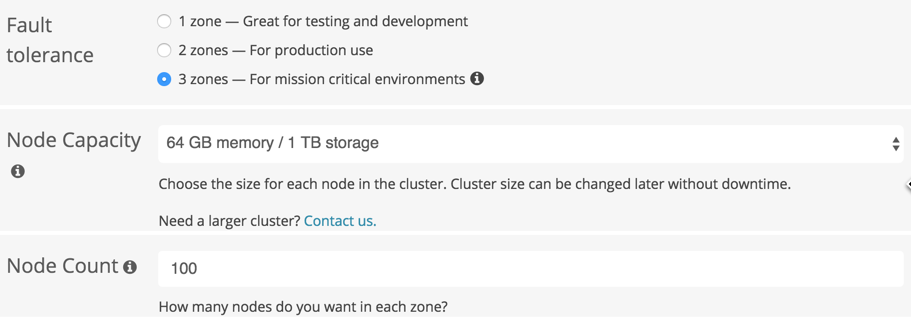 Fault tolerance
1 zone — Great for testing and development
2 zones — For production use
3 zones — For mission critical environments
Node Capacity
64 GB memory / 1 TB storage
Choose the size for each node in the cluster. Cluster size can be changed later without downtime.
Need a larger cluster? Contact us.
Node Count
100
How many nodes do you want in each zone?